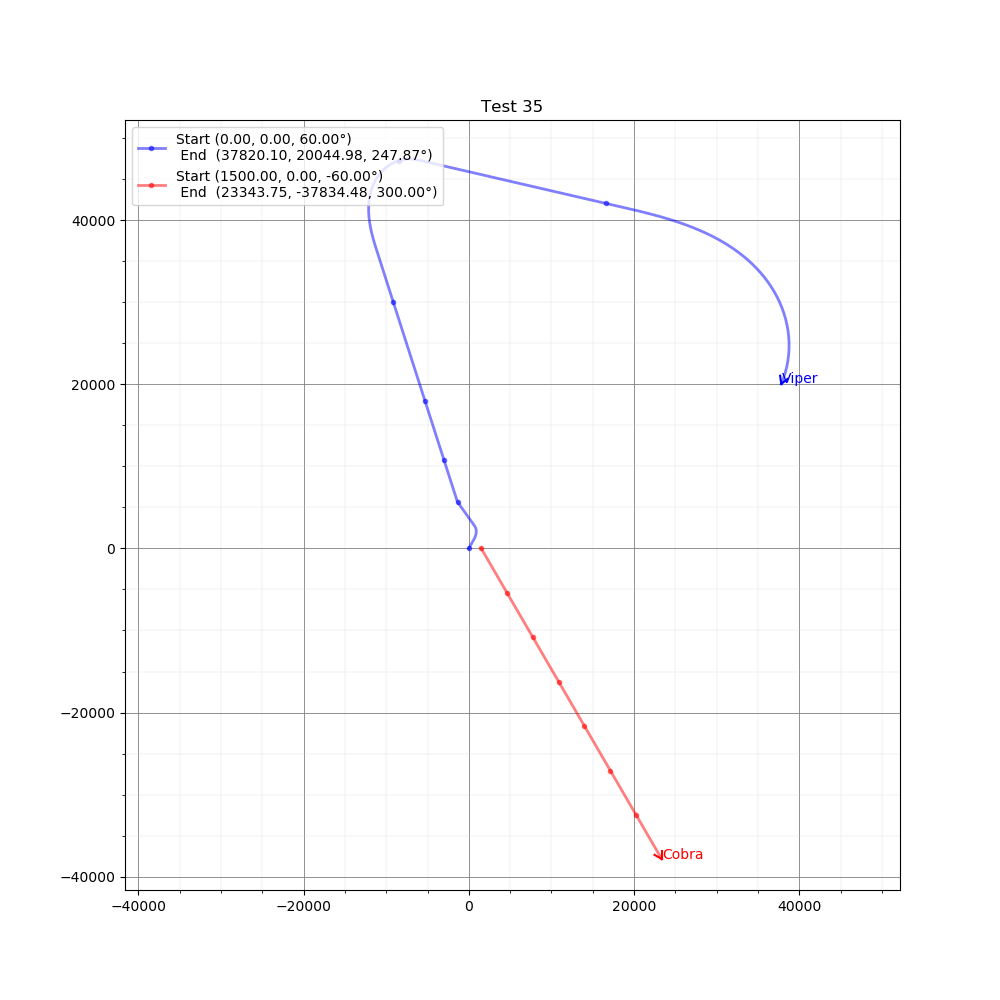 Test 35
Start (0.00, 0.00, 60.00°)
End  (37820.10, 20044.98, 247.87°)
Start (1500.00, 0.00, -60.00°)
End  (23343.75, -37834.48, 300.00°)
40000
20000
Viper
0
−20000
Cobra
−40000
−40000 −20000 0 20000 40000